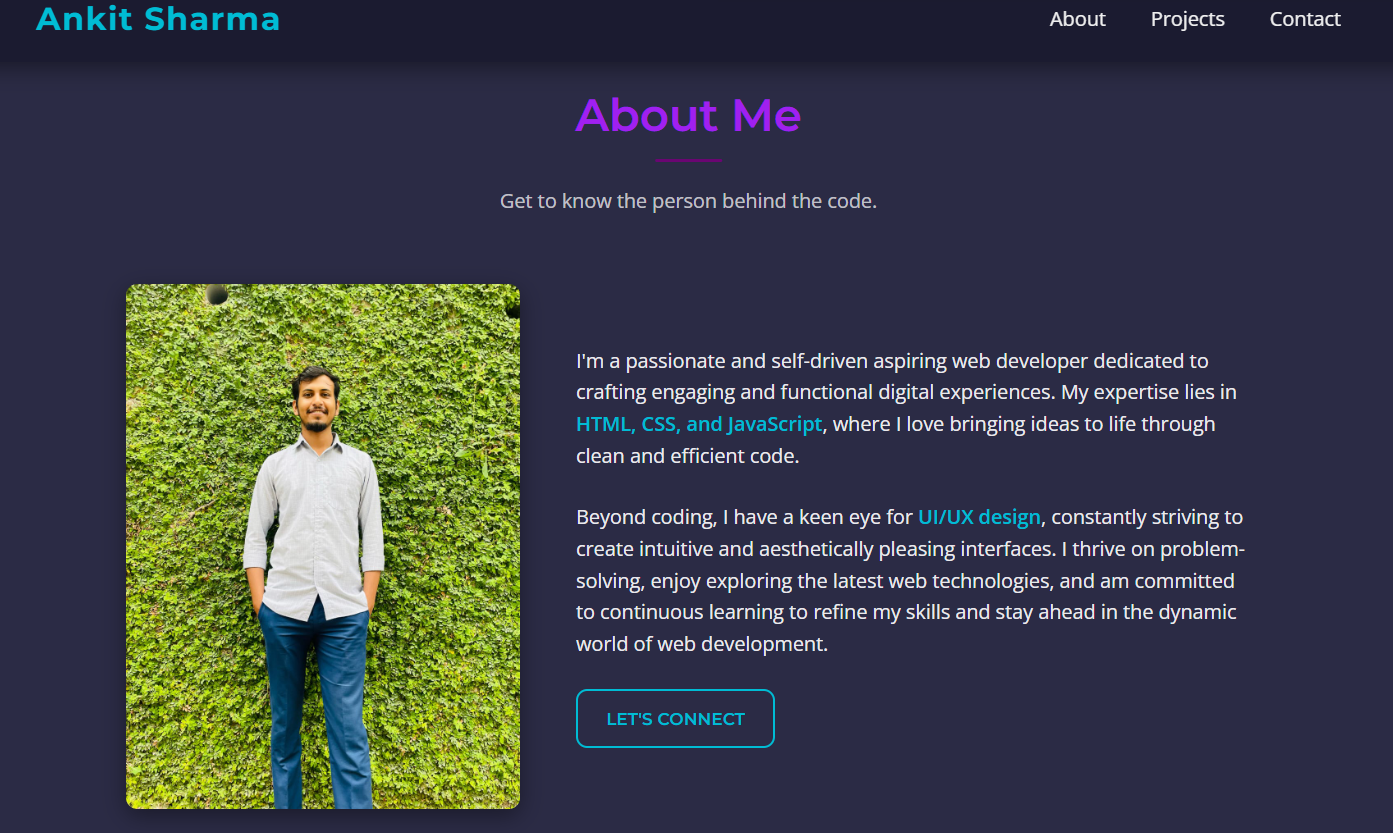 Ankit Sharma
About Projects Contact
About Me
Get to know the person behind the code.
I'm a passionate and self-driven aspiring web developer dedicated to
crafting engaging and functional digital experiences. My expertise lies in
HTML, CSS, and JavaScript, where I love bringing ideas to life through
clean and efficient code.
Beyond coding, I have a keen eye for UI/UX design, constantly striving to
create intuitive and aesthetically pleasing interfaces. I thrive on problem-
solving, enjoy exploring the latest web technologies, and am committed
to continuous learning to refine my skills and stay ahead in the dynamic
world of web development.
LET'S CONNECT